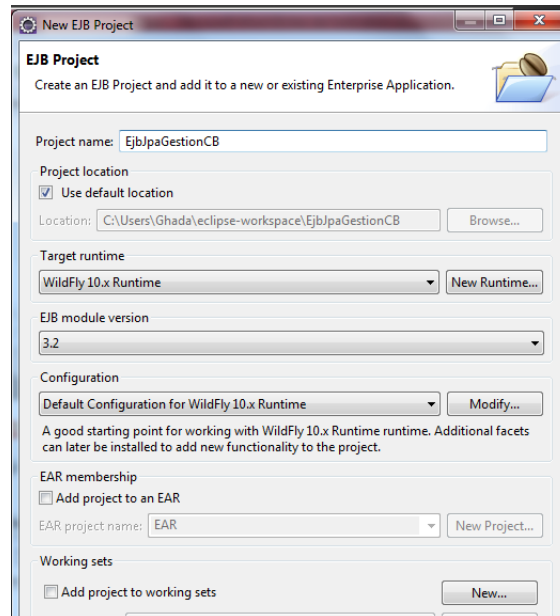 New EJB Project
EJB Project
Create an EJB Project and add it to a new or existing Enterprise Application.
Project name: EjbJpaGestionCB
Project location
Use default location
Location: C:\Users\Ghada\eclipse-workspace\EjbJpaGestionCB Browse...
Target runtime
WildFly 10.x Runtime New Runtime...
EJB module version
3.2
Configuration
Default Configuration for WildFly 10.x Runtime Modify...
A good starting point for working with WildFly 10.x Runtime runtime. Additional facets
can later be installed to add new functionality to the project.
EAR membership
Add project to an EAR
EAR project name: EAR New Project...
Working sets
Add project to working sets New...